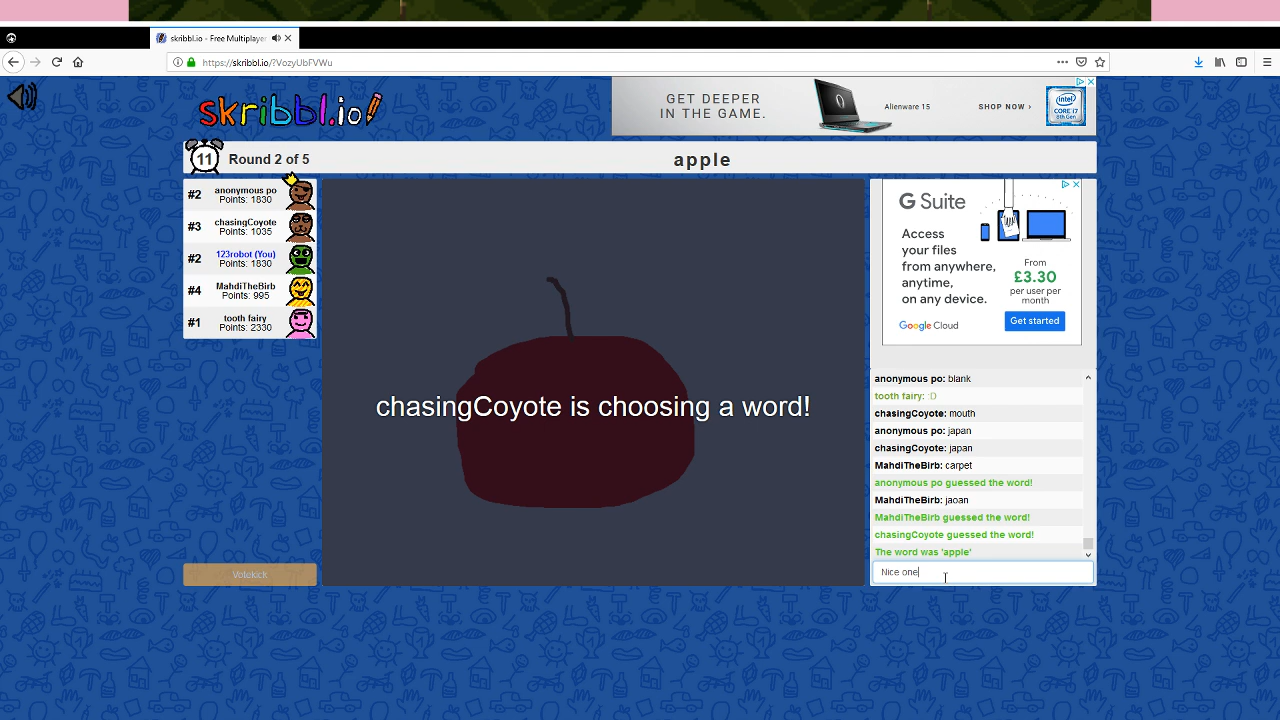 skribbl.io - Free Multiplayer
https://skribbl.io/?VozyUbFVWu
skribbl.io
GET DEEPER
IN THE GAME.
Alienware 15
SHOP NOW ›
intel
CORE i7
8th Gen
11
Round 2 of 5
apple
#2
anonymous po
Points: 1830
#3
chasingCoyote
Points: 1035
#2
123robot (You)
Points: 1830
#4
MahdiTheBirb
Points: 995
#1
tooth fairy
Points: 2330
Votekick
chasingCoyote is choosing a word!
G Suite
Access
your files
from anywhere,
anytime,
on any device.
From
£3.30
per user per
month
Google Cloud
Get started
anonymous po: blank
tooth fairy: :D
chasingCoyote: mouth
anonymous po: japan
chasingCoyote: japan
MahdiTheBirb: carpet
anonymous po guessed the word!
MahdiTheBirb: jaoan
MahdiTheBirb guessed the word!
chasingCoyote guessed the word!
The word was 'apple'
Nice one